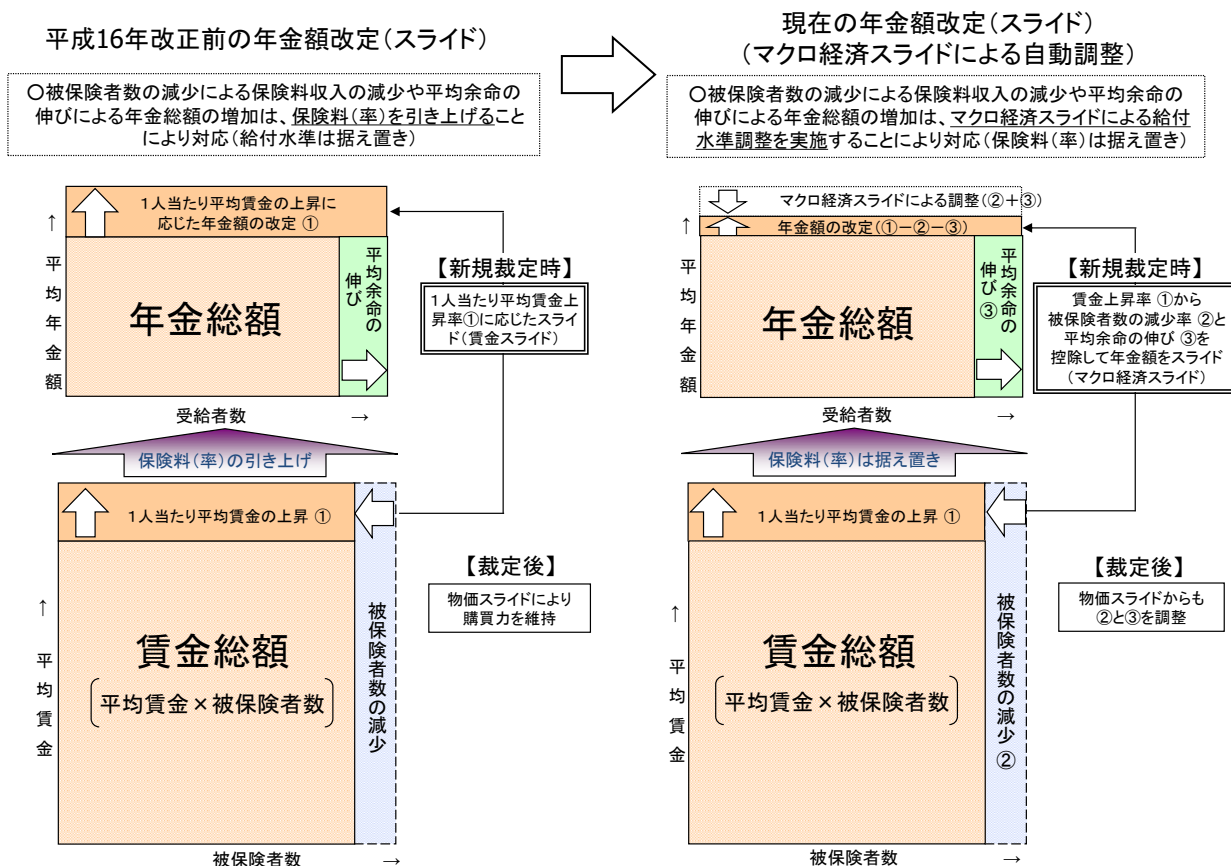 平成16年改正前の年金額改定(スライド)
○被保険者数の減少による保険料収入の減少や平均余命の
伸びによる年金総額の増加は、保険料(率)を引き上げること
により対応(給付水準は据え置き)
↑
平均年金額
1人当たり平均賃金の上昇に
応じた年金額の改定 ①
年金総額
平均余命の
伸び
受給者数 →
【新規裁定時】
1人当たり平均賃金上
昇率①に応じたスライ
ド(賃金スライド)
保険料(率)の引き上げ
1人当たり平均賃金の上昇 ①
↑
平均賃金
賃金総額
平均賃金×被保険者数
被保険者数の減少
被保険者数 →
【裁定後】
物価スライドにより
購買力を維持
現在の年金額改定(スライド)
(マクロ経済スライドによる自動調整)
○被保険者数の減少による保険料収入の減少や平均余命の
伸びによる年金総額の増加は、マクロ経済スライドによる給付
水準調整を実施することにより対応(保険料(率)は据え置き)
マクロ経済スライドによる調整(②+③)
↑
平均年金額
年金額の改定(①-②-③)
年金総額
平均余命の
伸び③
受給者数 →
【新規裁定時】
賃金上昇率 ①から
被保険者数の減少率 ②と
平均余命の伸び ③を
控除して年金額をスライド
(マクロ経済スライド)
保険料(率)は据え置き
1人当たり平均賃金の上昇 ①
↑
平均賃金
賃金総額
平均賃金×被保険者数
被保険者数の減少②
被保険者数 →
【裁定後】
物価スライドからも
②と③を調整